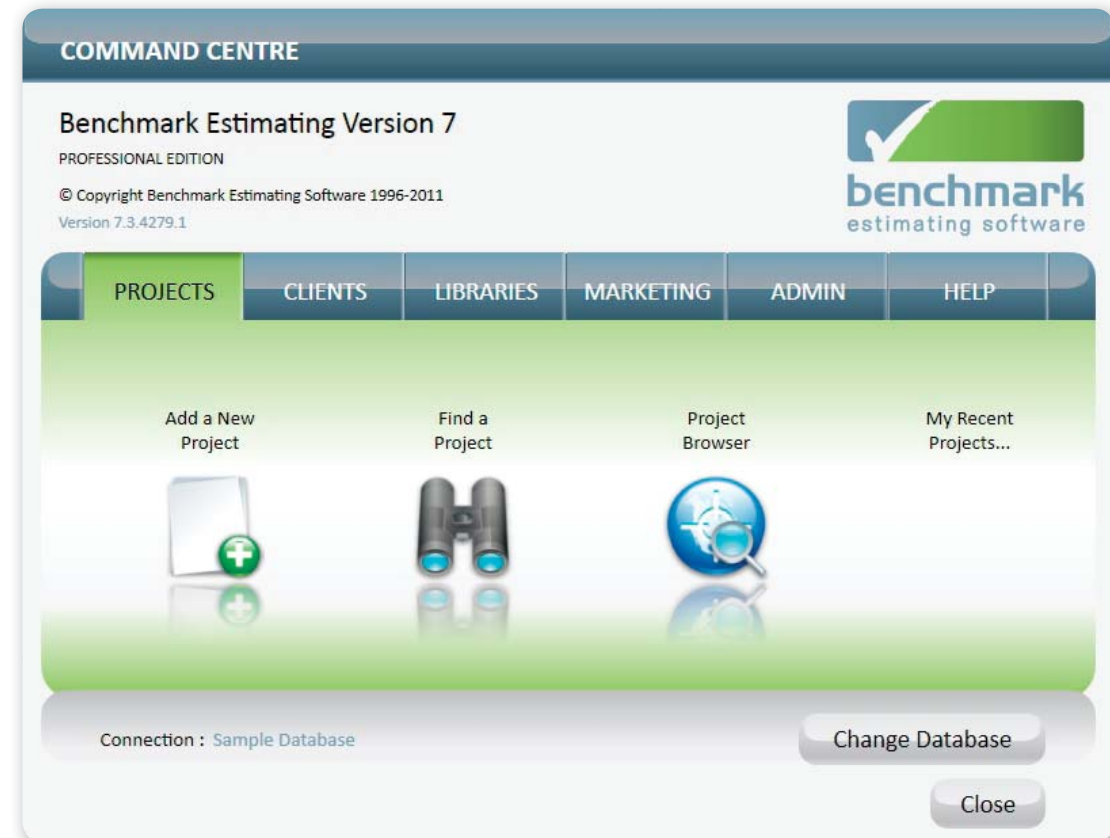 COMMAND CENTRE
Benchmark Estimating Version 7
PROFESSIONAL EDITION
© Copyright Benchmark Estimating Software 1996-2011
Version 7.3.4279.1
benchmark
estimating software
PROJECTS CLIENTS LIBRARIES MARKETING ADMIN HELP
Add a New
Project
Find a
Project
Project
Browser
My Recent
Projects...
Connection : Sample Database
Change Database
Close